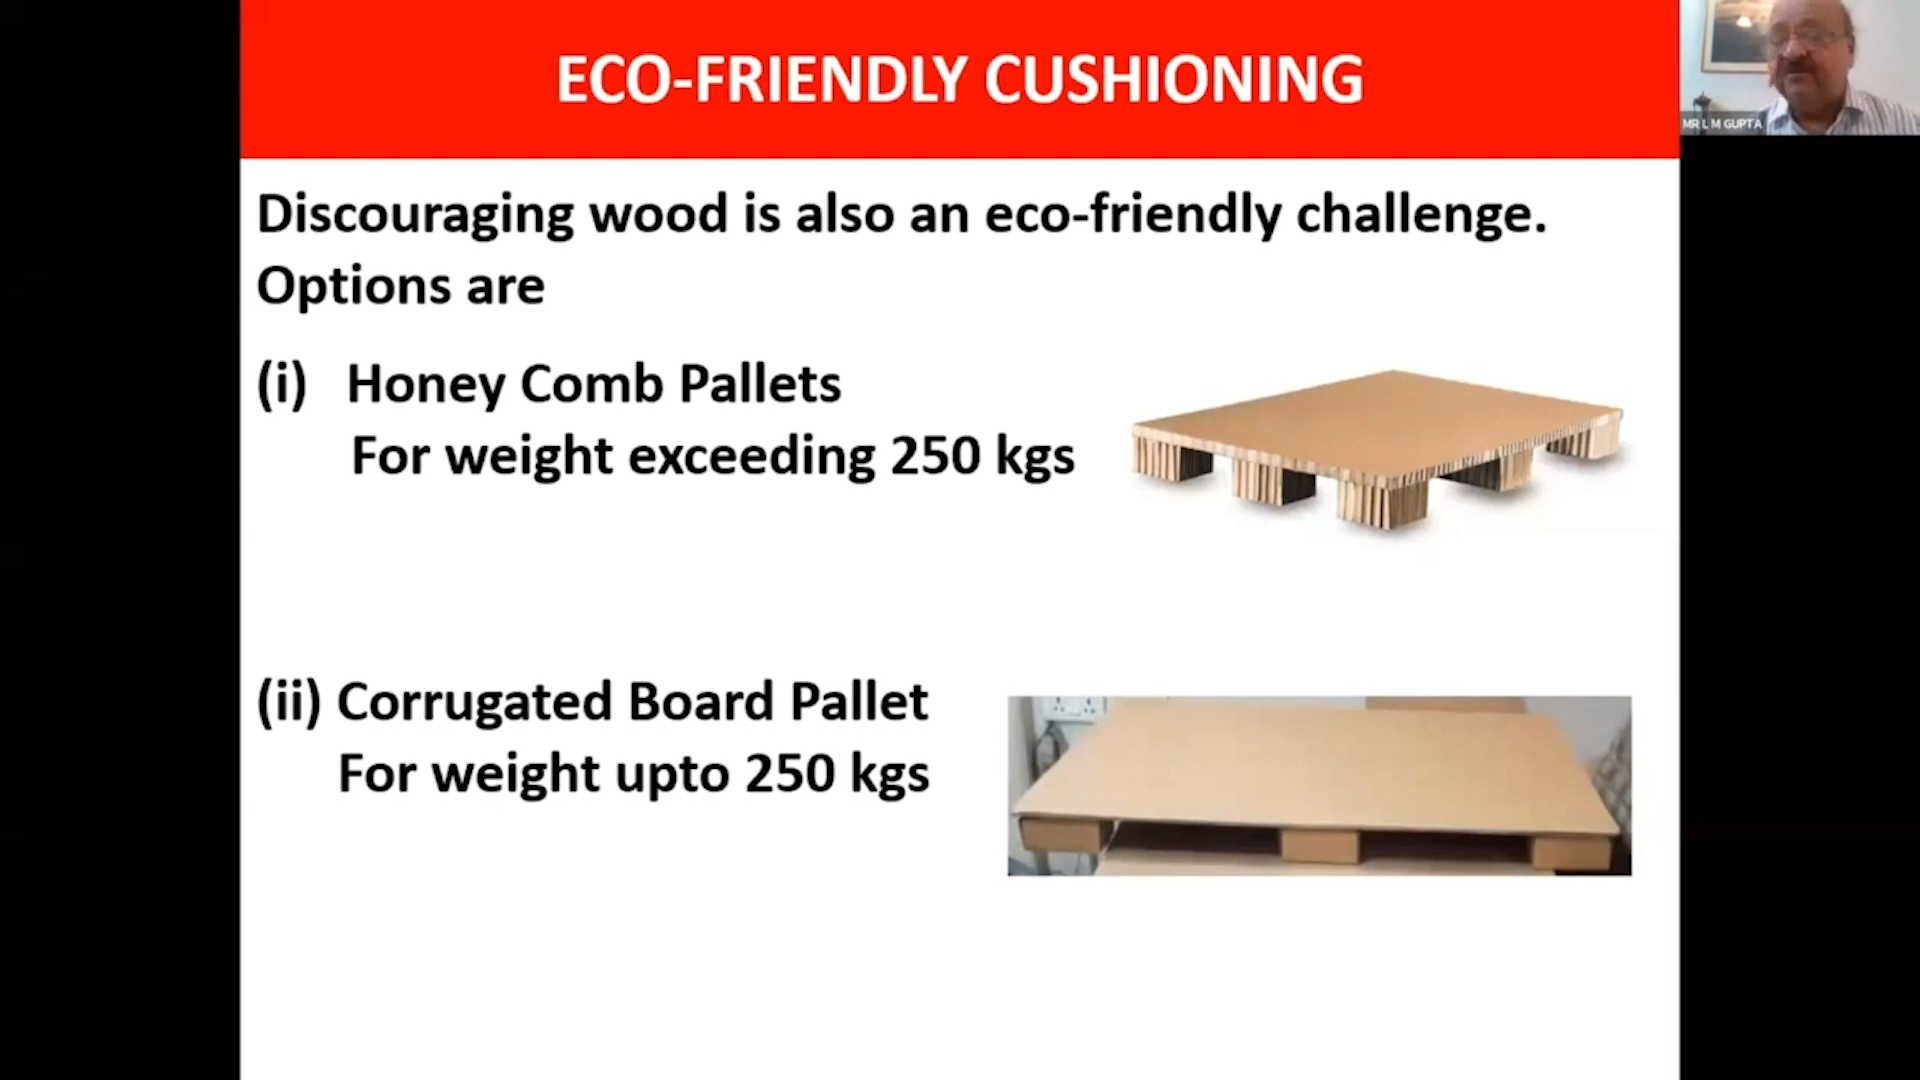 ECO-FRIENDLY CUSHIONING
MR L M GUPTA
Discouraging wood is also an eco-friendly challenge.
Options are
(i) Honey Comb Pallets
For weight exceeding 250 kgs
(ii) Corrugated Board Pallet
For weight upto 250 kgs